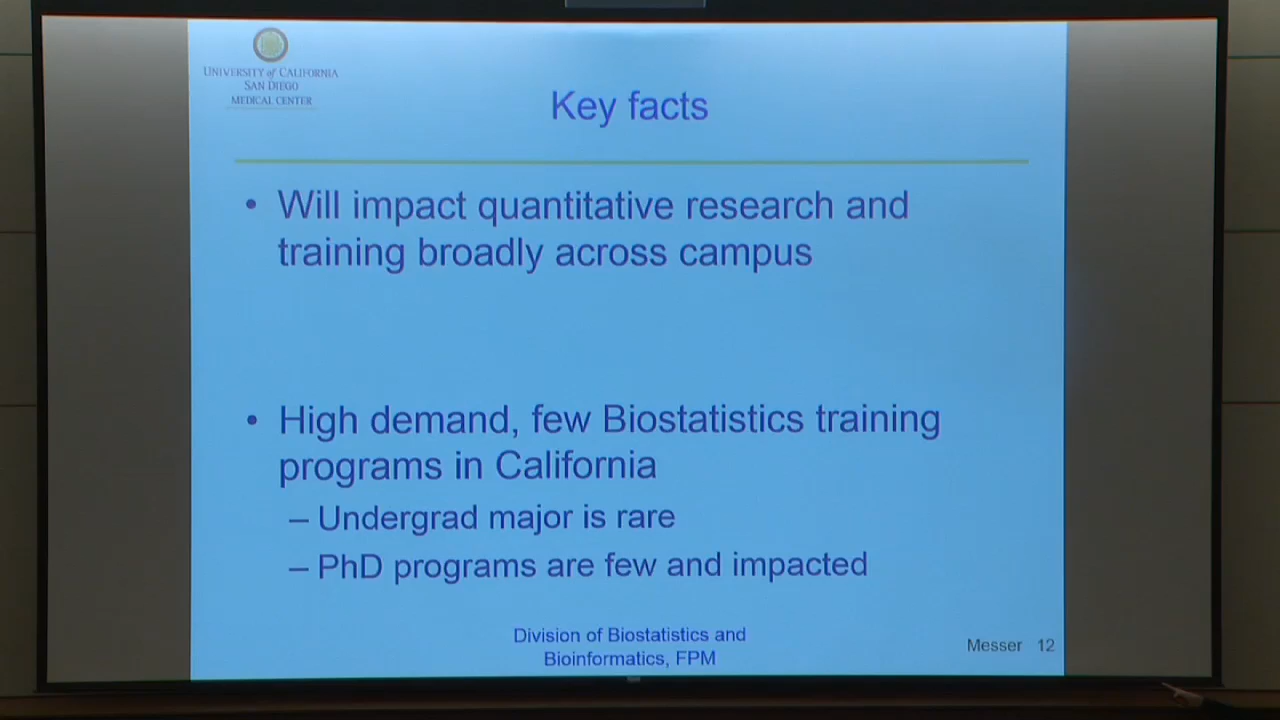 UNIVERSITY of CALIFORNIA
SAN DIEGO
MEDICAL CENTER
Key facts
• Will impact quantitative research and
training broadly across campus
• High demand, few Biostatistics training
programs in California
– Undergrad major is rare
– PhD programs are few and impacted
Division of Biostatistics and
Bioinformatics, FPM
Messer 12